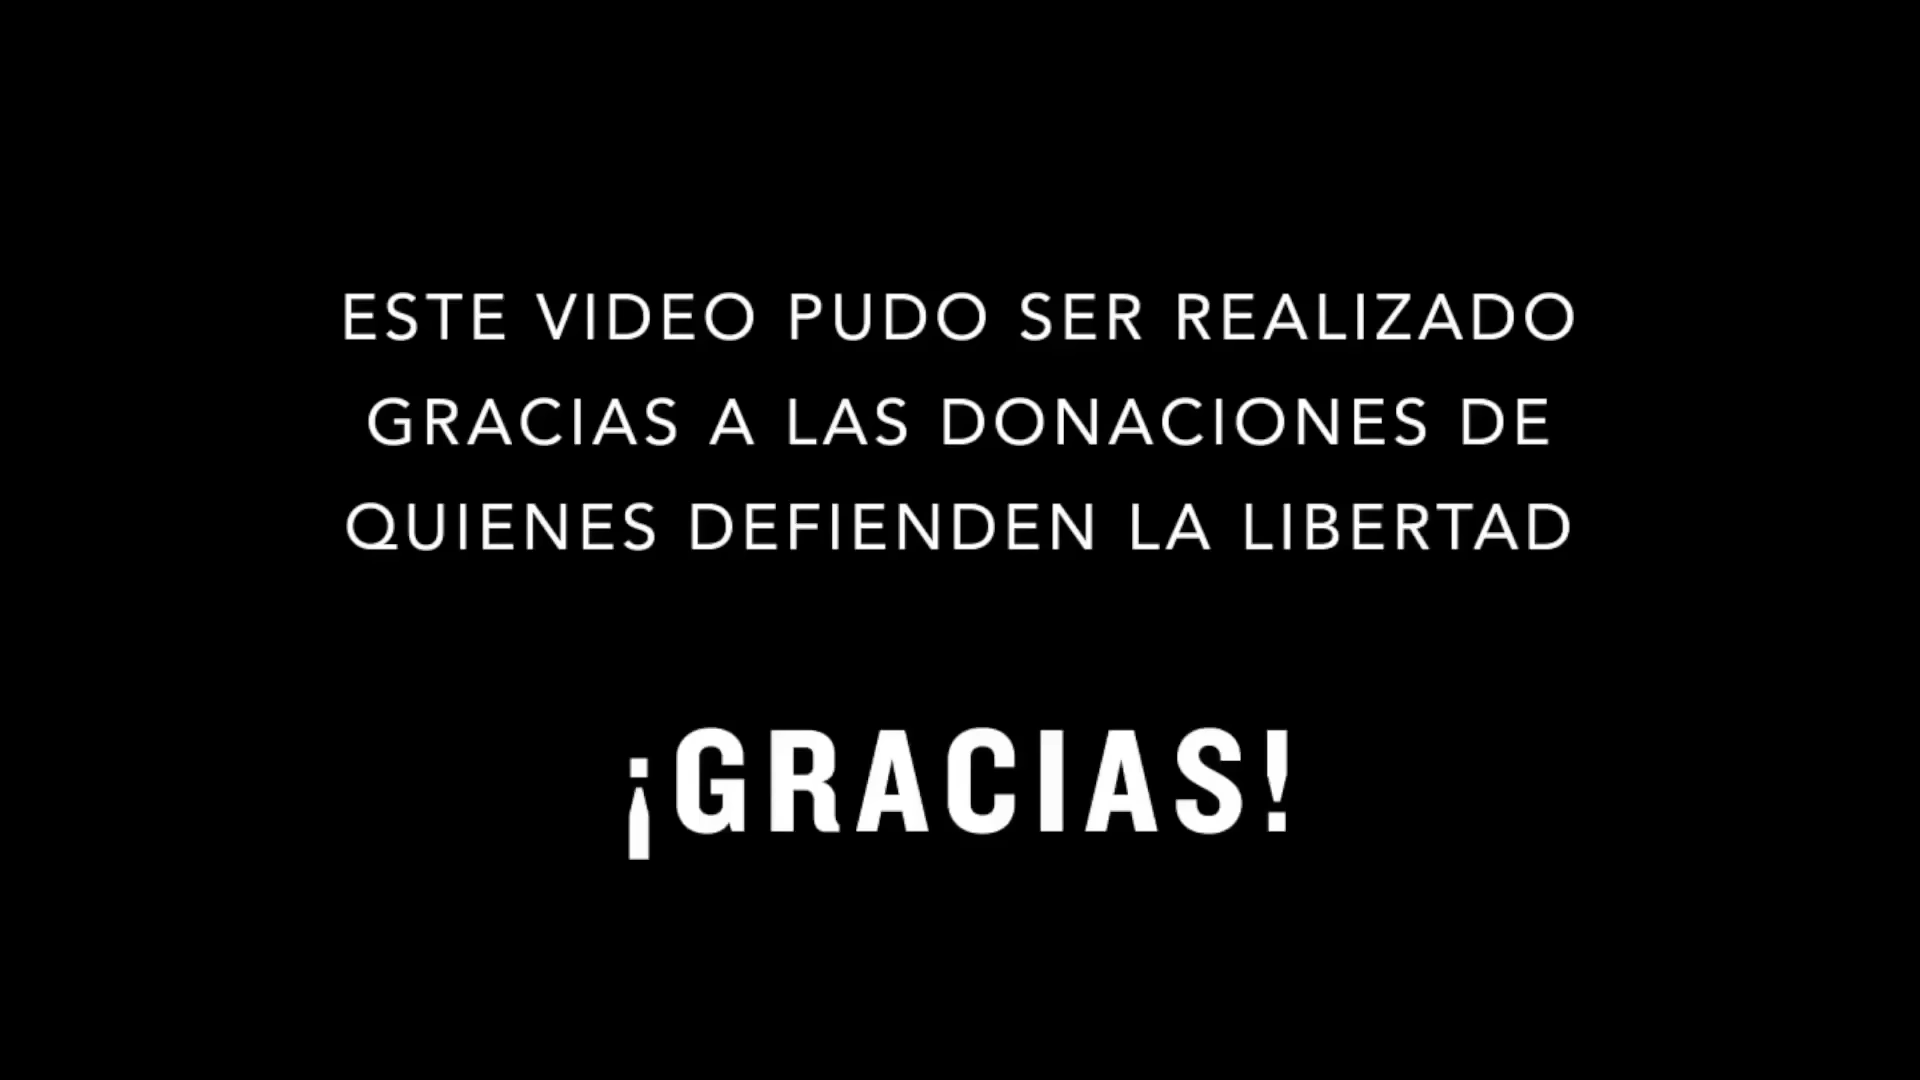 ESTE VIDEO PUDO SER REALIZADO
GRACIAS A LAS DONACIONES DE
QUIENES DEFIENDEN LA LIBERTAD
¡GRACIAS!